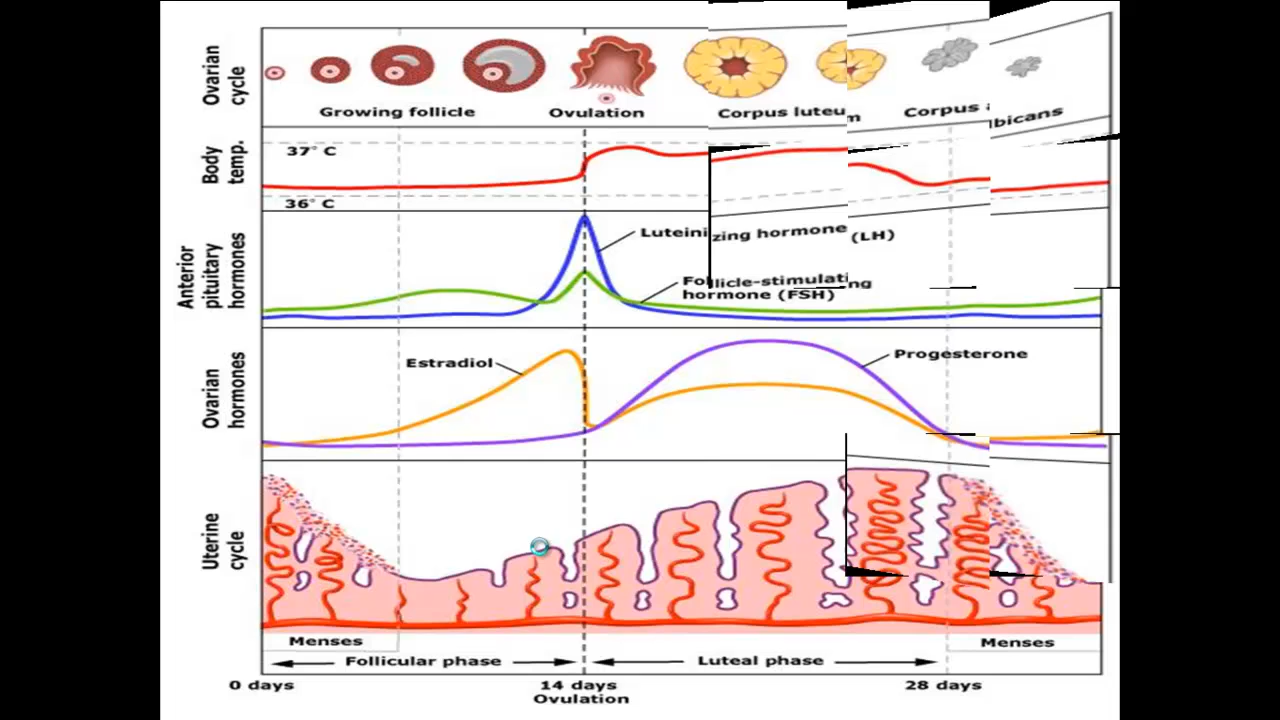 Ovarian
cycle
Growing follicle
Ovulation
Corpus luteum
Corpus a
lbicans
Body
temp.
37° C
36° C
Anterior
pituitary
hormones
Luteinizing hormone (LH)
Follicle-stimulating
hormone (FSH)
Ovarian
hormones
Estradiol
Progesterone
Uterine
cycle
Menses
Menses
Follicular phase
Luteal phase
0 days
14 days
28 days
Ovulation